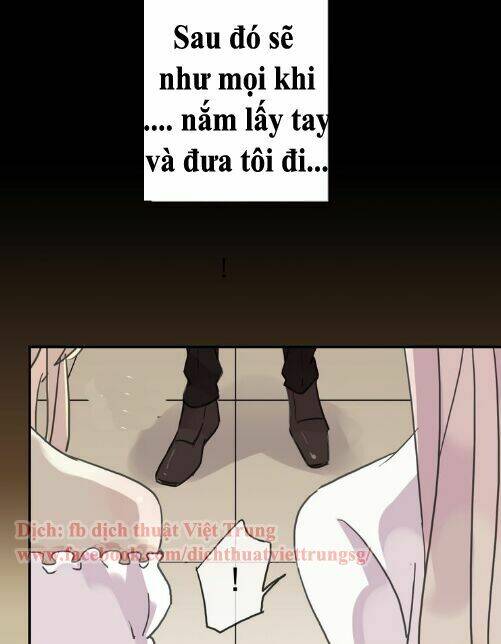 Sau đó sẽ
như mọi khi
.... nắm lấy tay
và đưa tôi đi...
!
Dịch: fb dịch thuật Việt Trung
www.facebook.com/dichthuatviettrungsg/
!